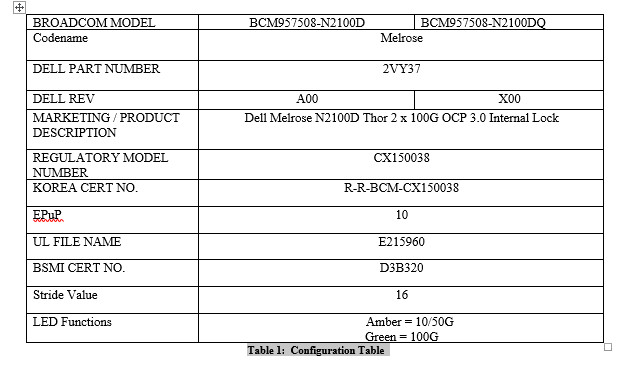 BROADCOM MODEL BCM957508-N2100D BCM957508-N2100DQ
Codename Melrose
DELL PART NUMBER 2VY37
DELL REV A00 X00
MARKETING / PRODUCT Dell Melrose N2100D Thor 2 x 100G OCP 3.0 Internal Lock
DESCRIPTION
REGULATORY MODEL CX150038
NUMBER
KOREA CERT NO. R-R-BCM-CX150038
EPuP 10
UL FILE NAME E215960
BSMI CERT NO. D3B320
Stride Value 16
LED Functions Amber = 10/50G
Green = 100G
Table 1: Configuration Table